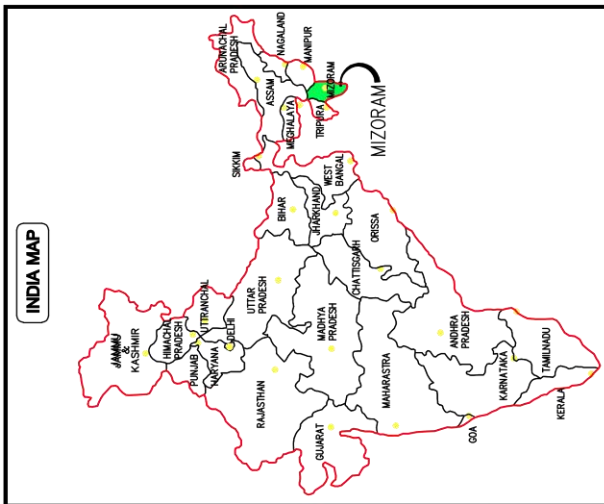 INDIA MAP
JAMMU
&
KASHMIR
HIMACHAL
PRADESH
PUNJAB
UTTRANCHAL
HARYANA
DELHI
RAJASTHAN
UTTAR
PRADESH
BIHAR
SIKKIM
ARUNACHAL
PRADESH
ASSAM
NAGALAND
MANIPUR
MEGHALAYA
TRIPURA
MIZORAM
MIZORAM
WEST
BANGAL
JHARKHAND
ORISSA
CHATTISGARH
MADHYA
PRADESH
GUJARAT
MAHARASTRA
ANDHRA
PRADESH
GOA
KARNATAKA
TAMILNADU
KERALA